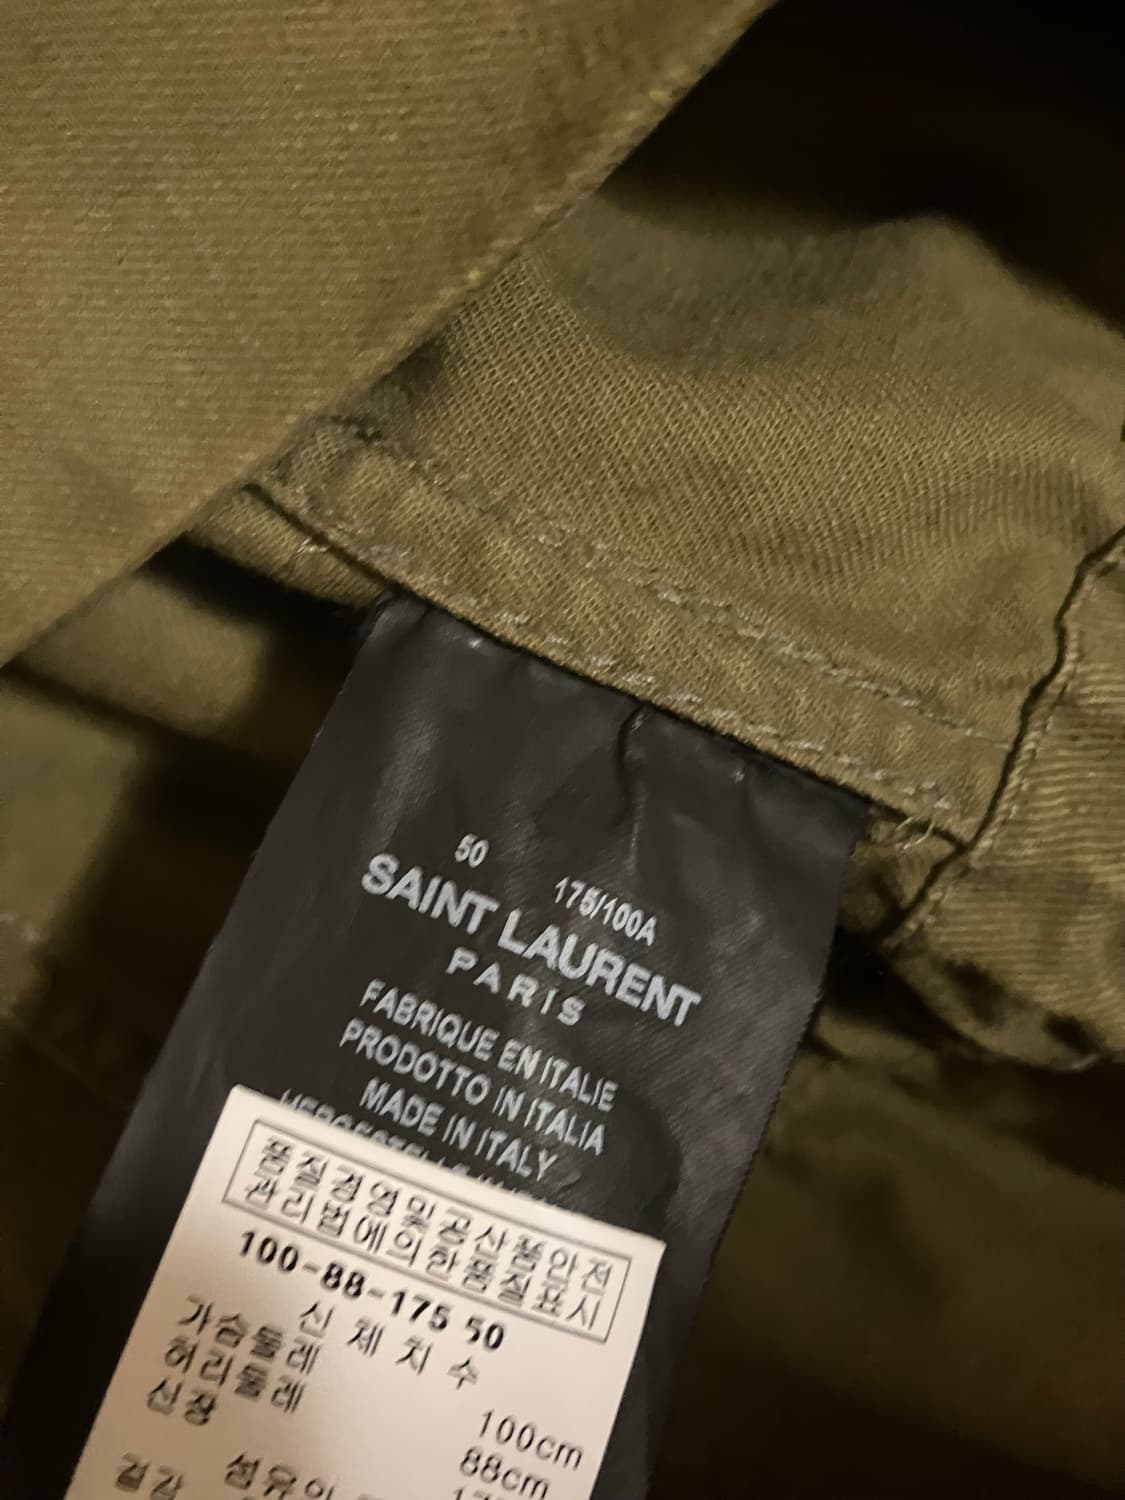 50
175/100A
SAINT LAURENT
PARIS
FABRIQUE EN ITALIE
PRODOTTO IN ITALIA
MADE IN ITALY
품질경영 및 공산품안전
관리법에 의한 품질표시
100-88-175 50
신 체 치 수
가슴둘레 100cm
허리둘레 88cm
신장
겉감